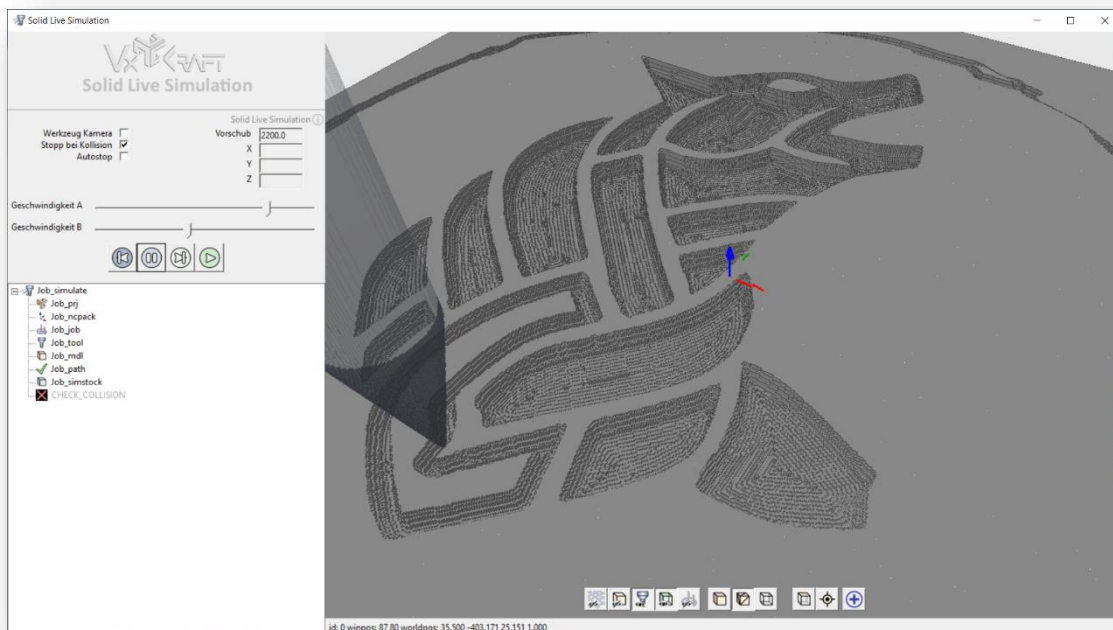 Solid Live Simulation
VXKRAFT
Solid Live Simulation
Solid Live Simulation
Werkzeug Kamera
Vorschub 2200.0
Stopp bei Kollision
X
Autostop
Y
Z
Geschwindigkeit A
Geschwindigkeit B
Job_simulate
Job_prj
Job_ncpack
Job_job
Job_tool
Job_mdl
Job_path
Job_simstock
CHECK_COLLISION
id: 0 winpos: 87,80 worldpos: 35.500 -403.171 25.151 1.000